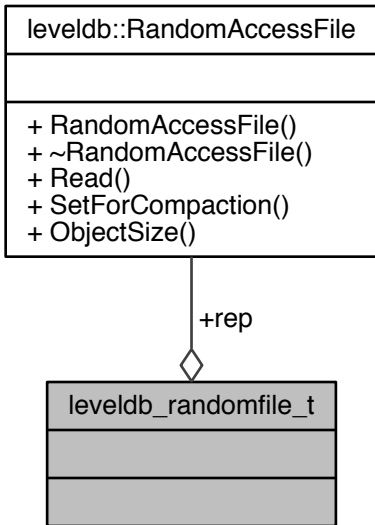 leveldb::RandomAccessFile
+ RandomAccessFile()
+ ~RandomAccessFile()
+ Read()
+ SetForCompaction()
+ ObjectSize()
+rep
leveldb_randomfile_t